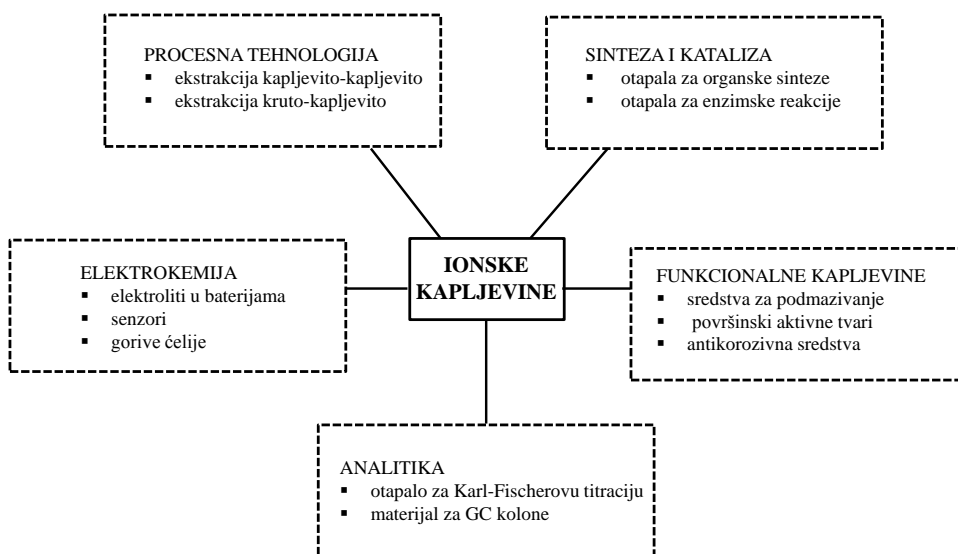 PROCESNA TEHNOLOGIJA
▪ ekstrakcija kapljevito-kapljevito
▪ ekstrakcija kruto-kapljevito
SINTEZA I KATALIZA
▪ otapala za organske sinteze
▪ otapala za enzimske reakcije
ELEKTROKEMIJA
▪ elektroliti u baterijama
▪ senzori
▪ gorive ćelije
IONSKE
KAPLJEVINE
FUNKCIONALNE KAPLJEVINE
▪ sredstva za podmazivanje
▪ površinski aktivne tvari
▪ antikorozivna sredstva
ANALITIKA
▪ otapalo za Karl-Fischerovu titraciju
▪ materijal za GC kolone